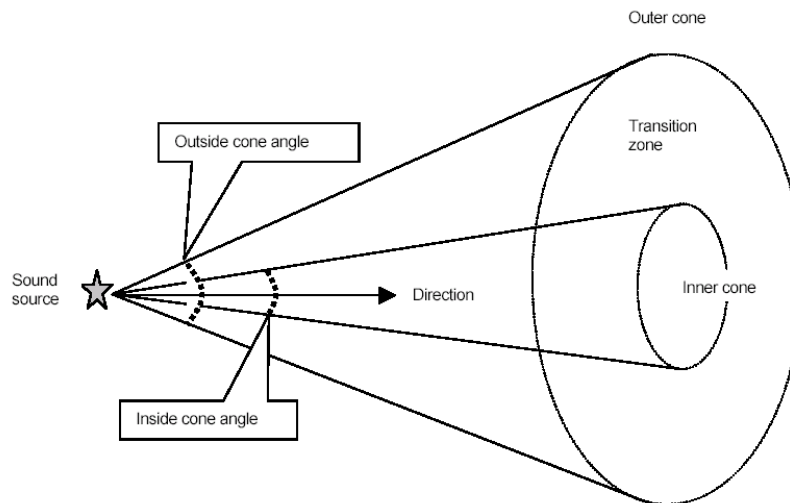 Outer cone
Outside cone angle
Transition
zone
Sound
source
Direction
Inner cone
Inside cone angle